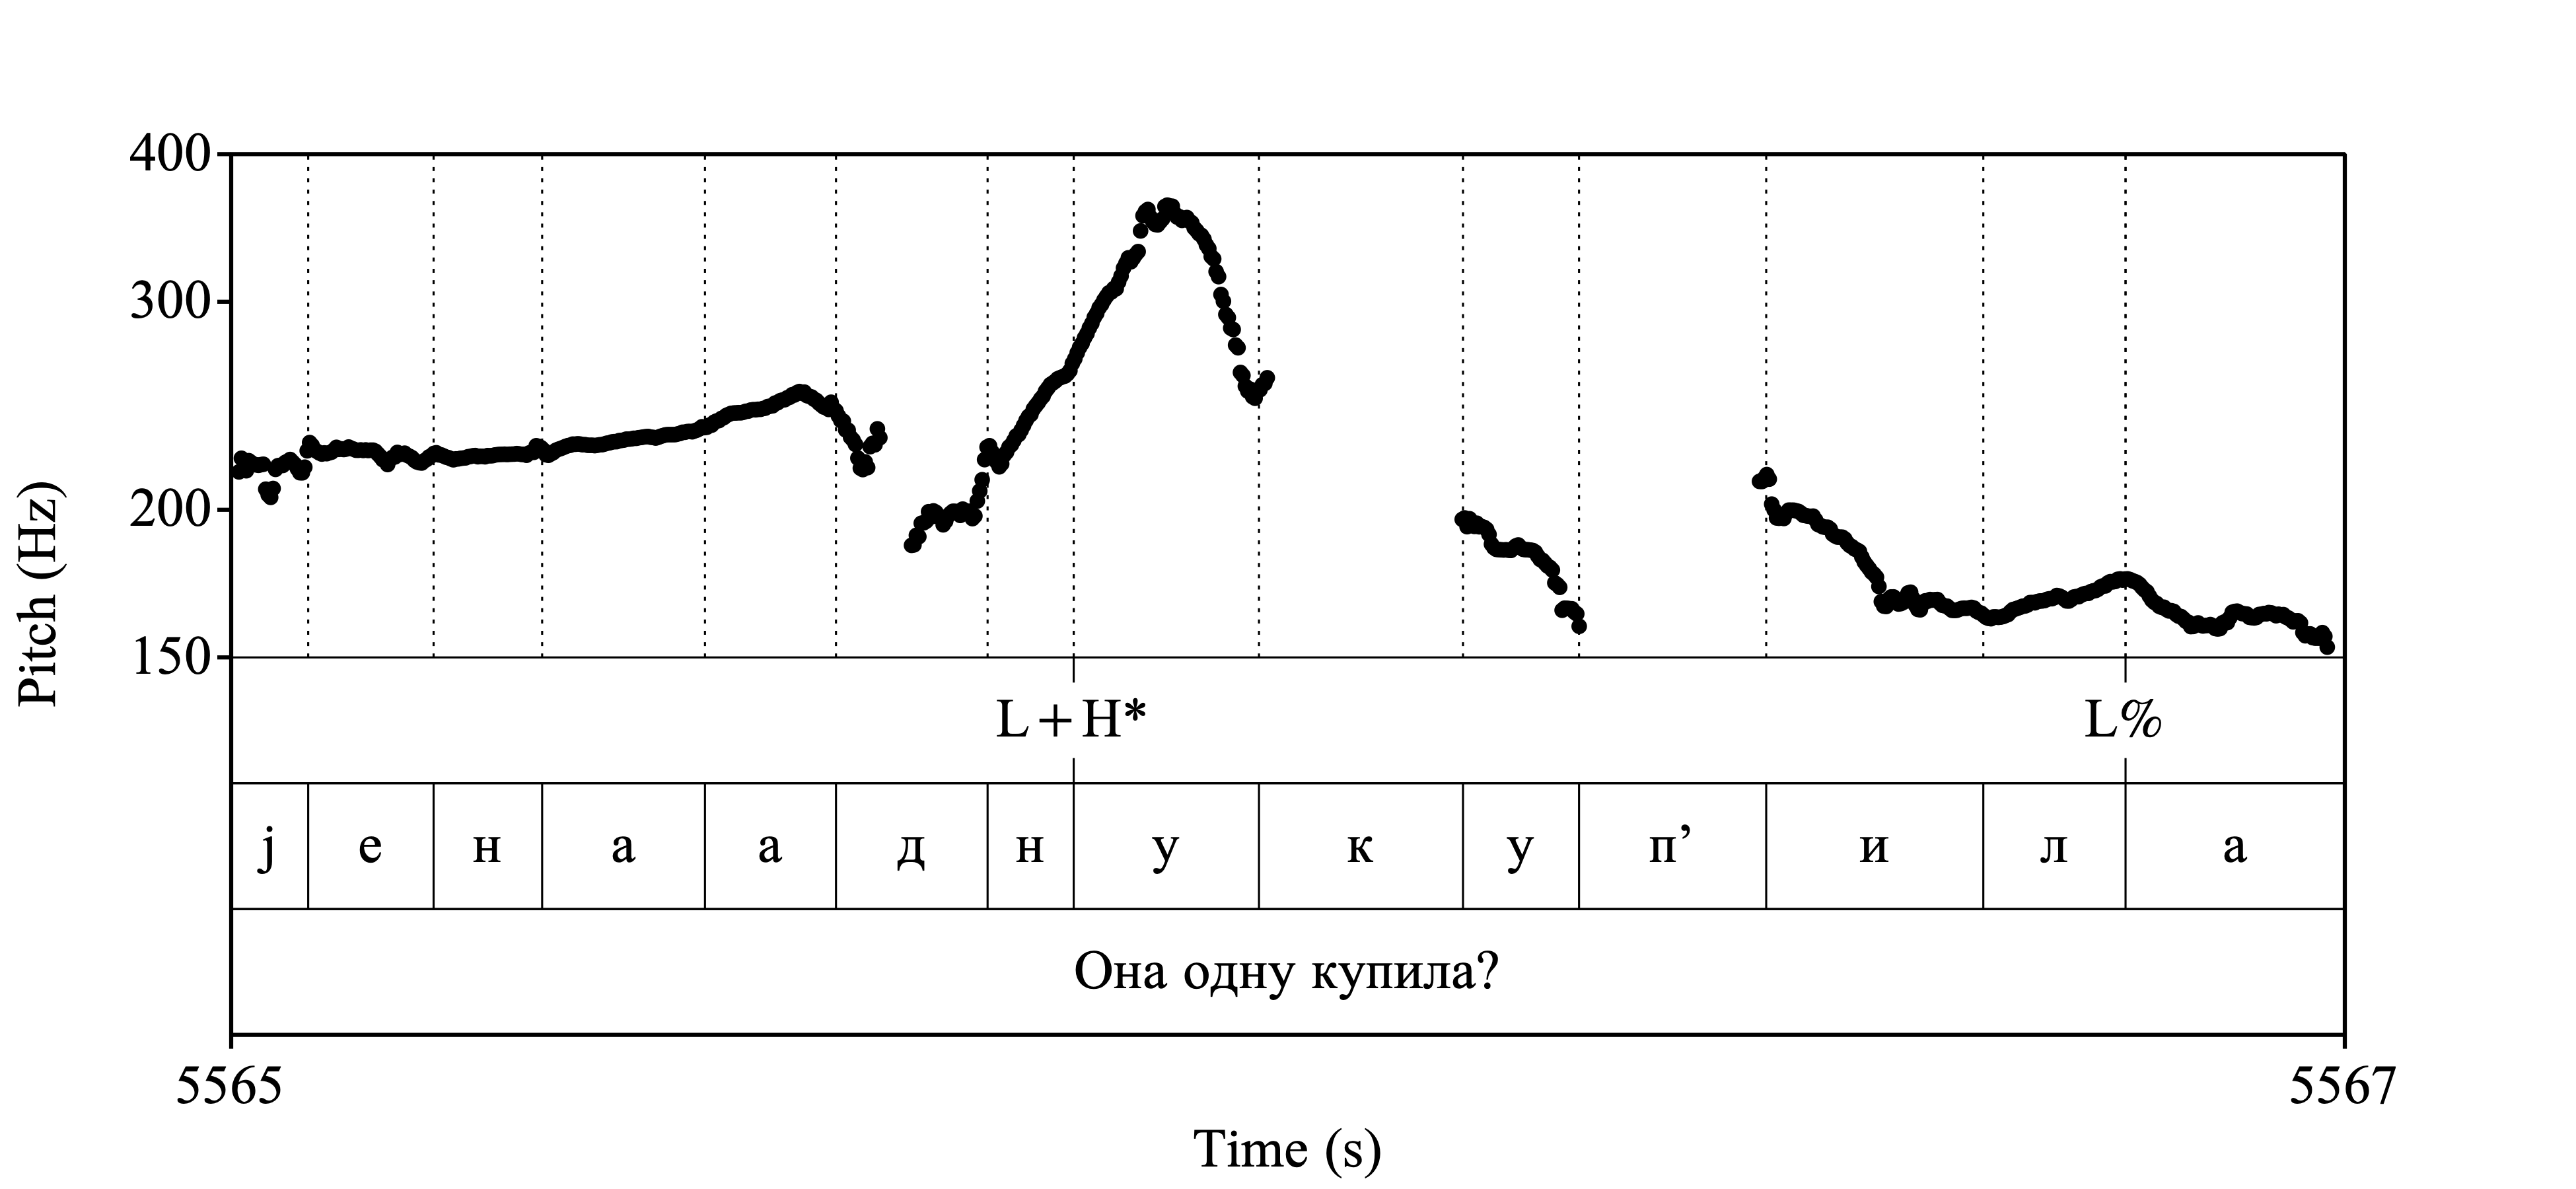 400
300
200
150
Pitch (Hz)
L+H* L%
ј е н а а д н у к у п’ и л а
Она одну купила?
5565 5567
Time (s)